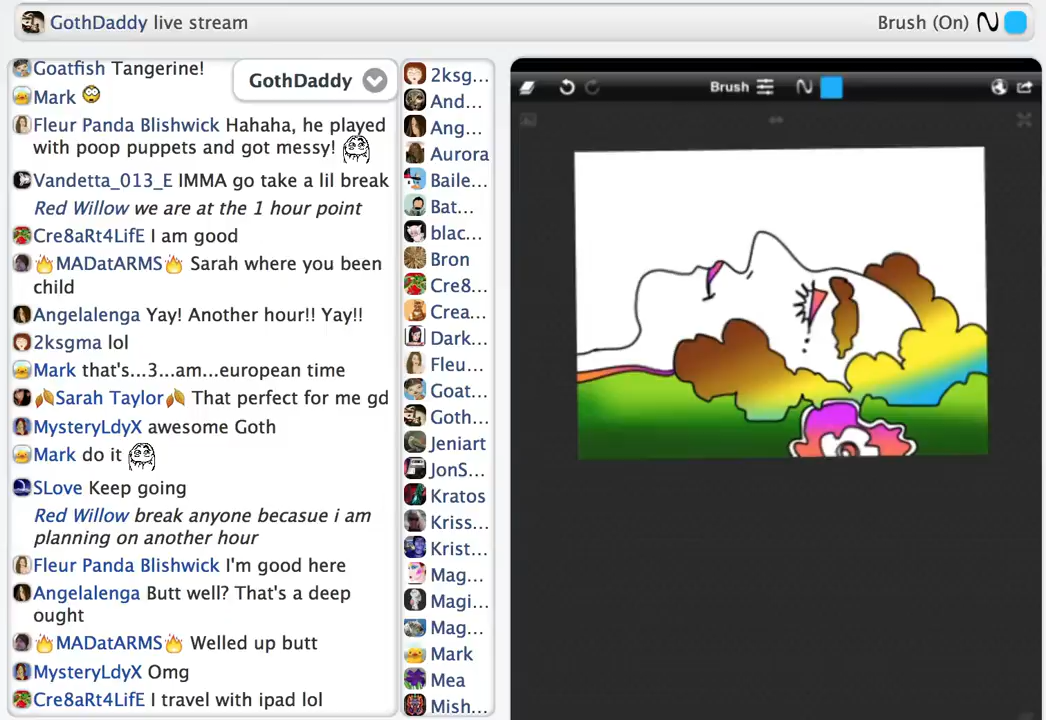 GothDaddy live stream
Brush (On)
Goatfish Tangerine!
GothDaddy
Mark
Fleur Panda Blishwick Hahaha, he played
with poop puppets and got messy!
Vandetta_013_E IMMA go take a lil break
Red Willow we are at the 1 hour point
Cre8aRt4LifE I am good
MADatARMS Sarah where you been
child
Angelalenga Yay! Another hour!! Yay!!
2ksgma lol
Mark that's...3...am...european time
Sarah Taylor That perfect for me gd
MysteryLdyX awesome Goth
Mark do it
SLove Keep going
Red Willow break anyone becasue i am
planning on another hour
Fleur Panda Blishwick I'm good here
Angelalenga Butt well? That's a deep
ought
MADatARMS Welled up butt
MysteryLdyX Omg
Cre8aRt4LifE I travel with ipad lol
2ksg...
And...
Ang...
Aurora
Baile...
Bat...
blac...
Bron
Cre8...
Crea...
Dark...
Fleu...
Goat...
Goth...
Jeniart
JonS...
Kratos
Kriss...
Krist...
Mag...
Magi...
Mag...
Mark
Mea
Mish...
Brush